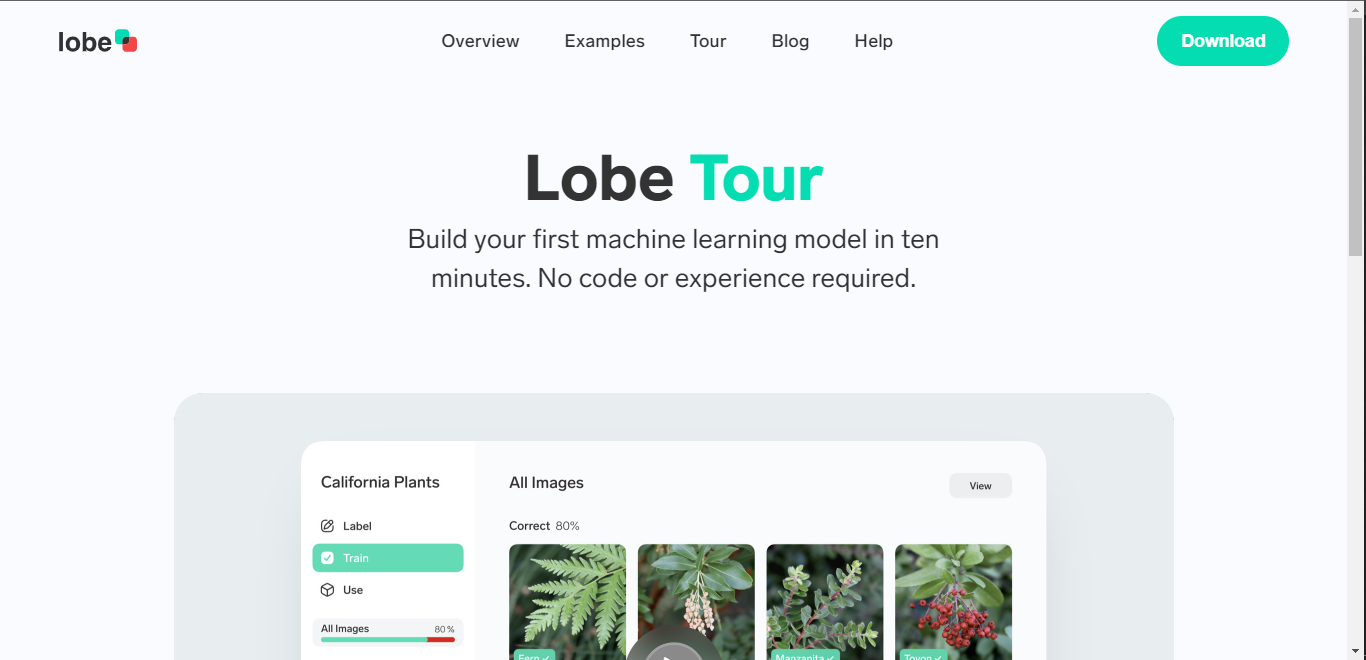 lobe
Overview
Examples
Tour
Blog
Help
Download
Lobe Tour
Build your first machine learning model in ten
minutes. No code or experience required.
California Plants
Label
Train
Use
All Images 80%
All Images
View
Correct 80%
Fern ✓
Manzanita ✓
Toyon ✓